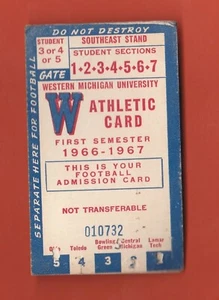 DO NOT DESTROY
STUDENT
3 or 4
or 5
GATE
SOUTHEAST STAND
STUDENT SECTIONS
1-2-3-4-5-6-7
SEPARATE HERE FOR FOOTBALL
WESTERN MICHIGAN UNIVERSITY
W ATHLETIC
CARD
FIRST SEMESTER
1966-1967
THIS IS YOUR
FOOTBALL
ADMISSION CARD
NOT TRANSFERABLE
010732
Toledo Bowling Green Central Michigan Lamar Tech
5 4 3